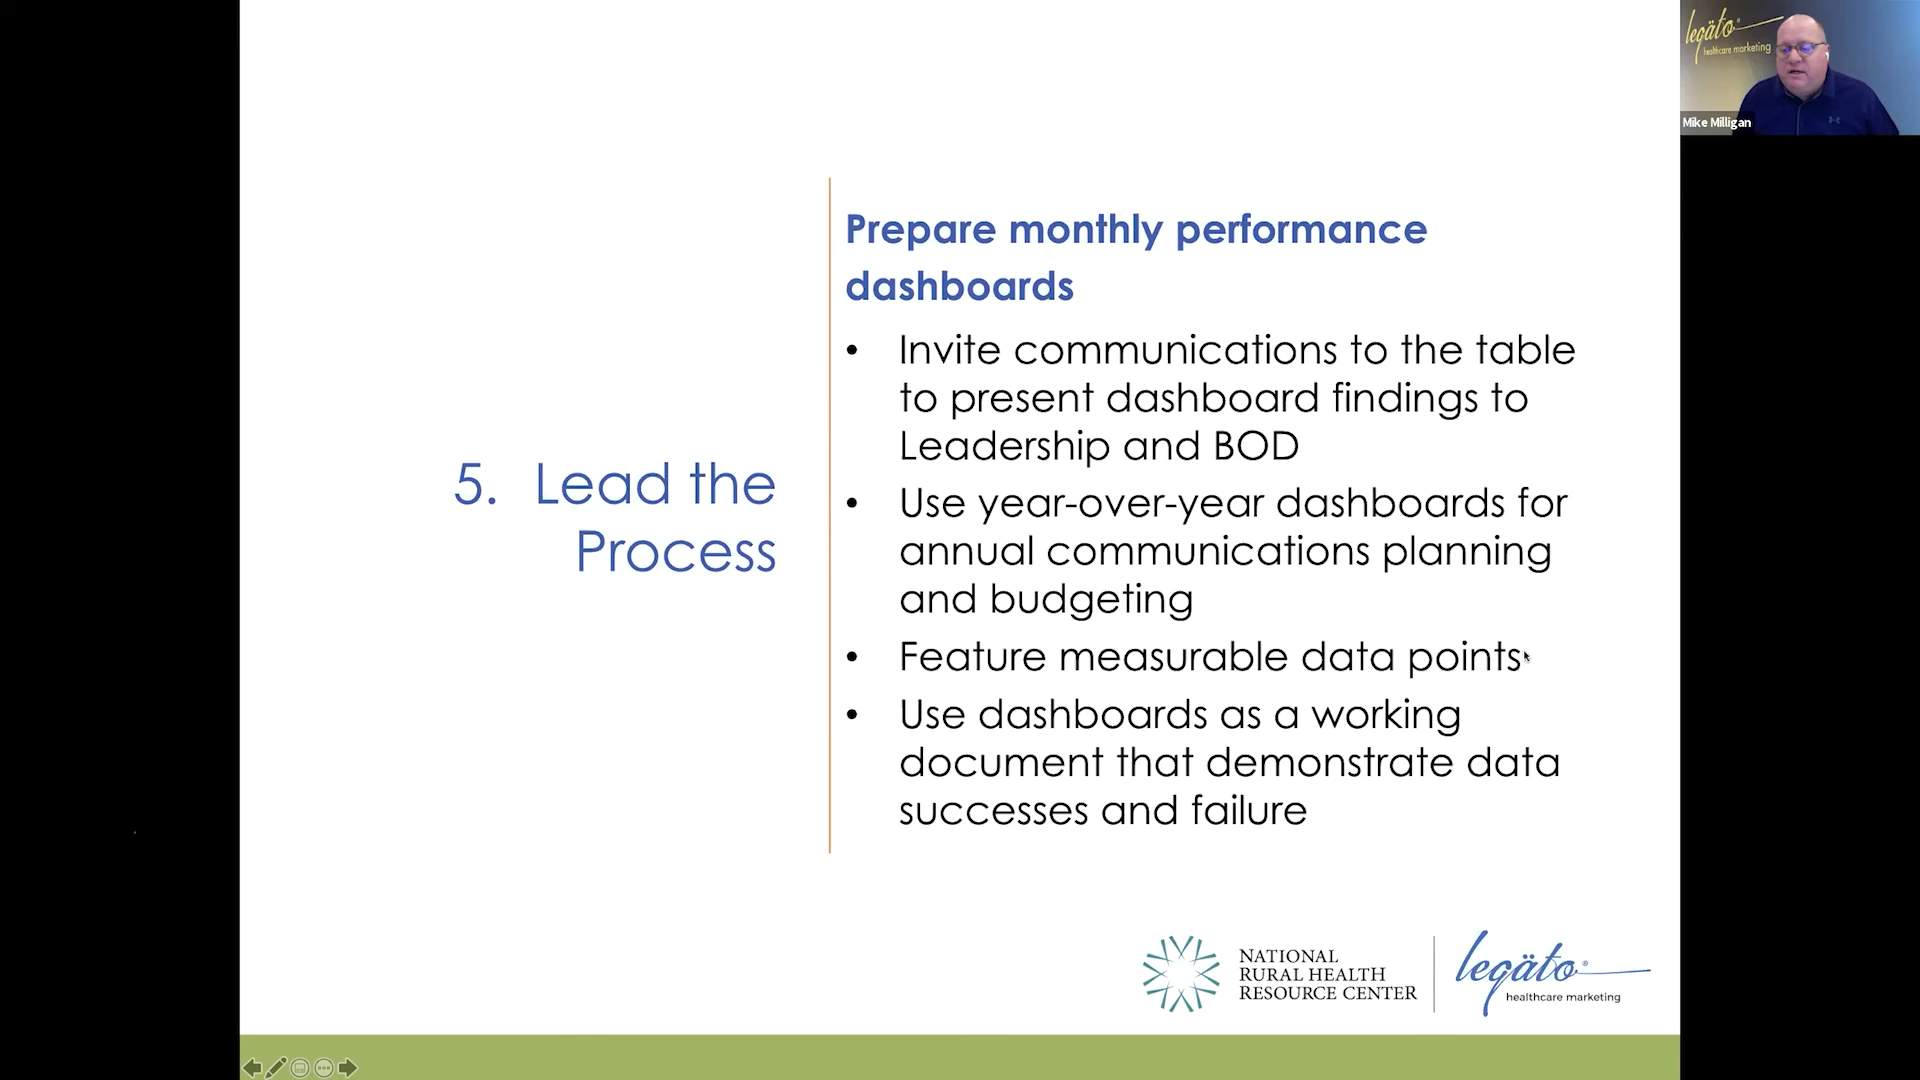 legäto®
healthcare marketing
Mike Milligan
Prepare monthly performance
dashboards
• Invite communications to the table
to present dashboard findings to
Leadership and BOD
• Use year-over-year dashboards for
annual communications planning
and budgeting
• Feature measurable data points
• Use dashboards as a working
document that demonstrate data
successes and failure
5. Lead the
Process
NATIONAL
RURAL HEALTH
RESOURCE CENTER
legäto®
healthcare marketing